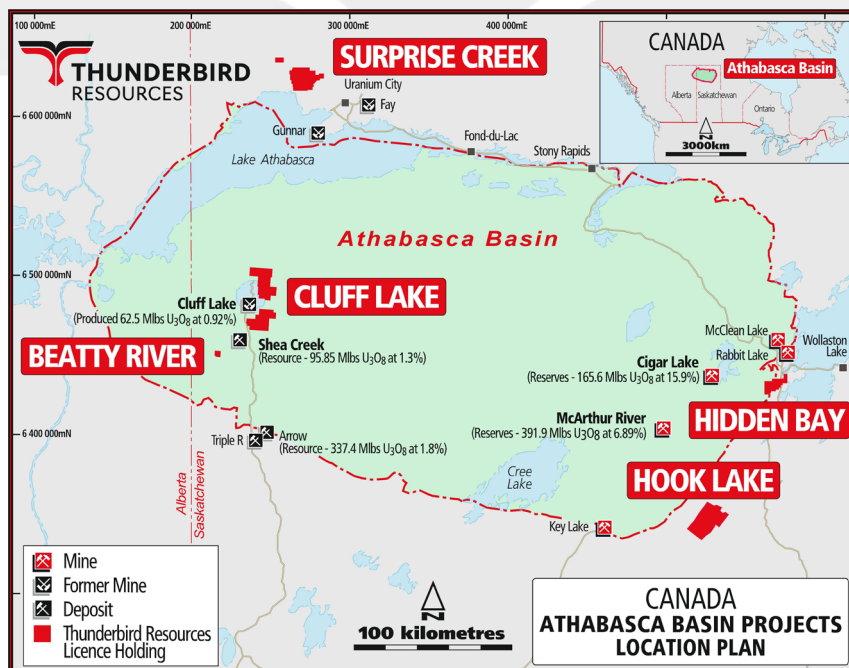 100 000mE
200 000mE
300 000mE
400 000mE
THUNDERBIRD
RESOURCES
SURPRISE CREEK
Uranium City
Fay
Gunnar
Fond-du-Lac
Stony Rapids
Lake Athabasca
6 600 000mN
CANADA
Athabasca Basin
Alberta
Saskatchewan
Ontario
N
3000km
Athabasca Basin
6 500 000mN
Cluff Lake
(Produced 62.5 Mlbs U₃O₈ at 0.92%)
CLUFF LAKE
Shea Creek
(Resource - 95.85 Mlbs U₃O₈ at 1.3%)
BEATTY RIVER
McClean Lake
Rabbit Lake
Wollaston
Lake
Cigar Lake
(Reserves - 165.6 Mlbs U₃O₈ at 15.9%)
HIDDEN BAY
McArthur River
(Reserves - 391.9 Mlbs U₃O₈ at 6.89%)
6 400 000mN
Triple R
Arrow
(Resource - 337.4 Mlbs U₃O₈ at 1.8%)
Cree
Lake
HOOK LAKE
Key Lake
Alberta
Saskatchewan
Mine
Former Mine
Deposit
Thunderbird Resources
Licence Holding
N
100 kilometres
CANADA
ATHABASCA BASIN PROJECTS
LOCATION PLAN